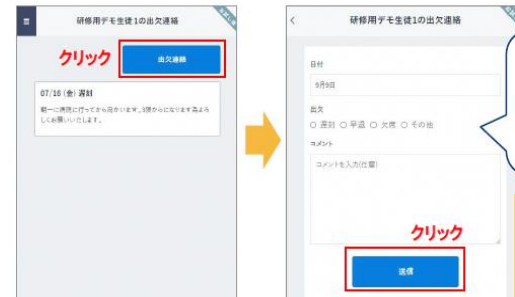 研修用デモ生徒1の出欠連絡
クリック
出欠連絡
07/16 (金) 遅刻
朝一に病院に行ってから向かいます。3限からになります為よろ
しくお願いいたします。
研修用デモ生徒1の出欠連絡
日付
9月9日
出欠
遅刻 早退 欠席 その他
コメント
コメントを入力(任意)
クリック
送信